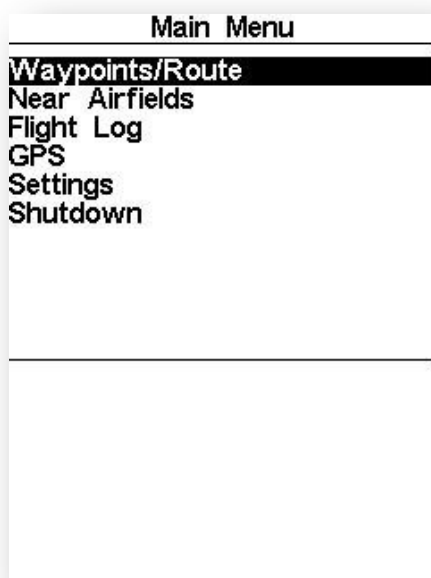 Main Menu
Waypoints/Route
Near Airfields
Flight Log
GPS
Settings
Shutdown